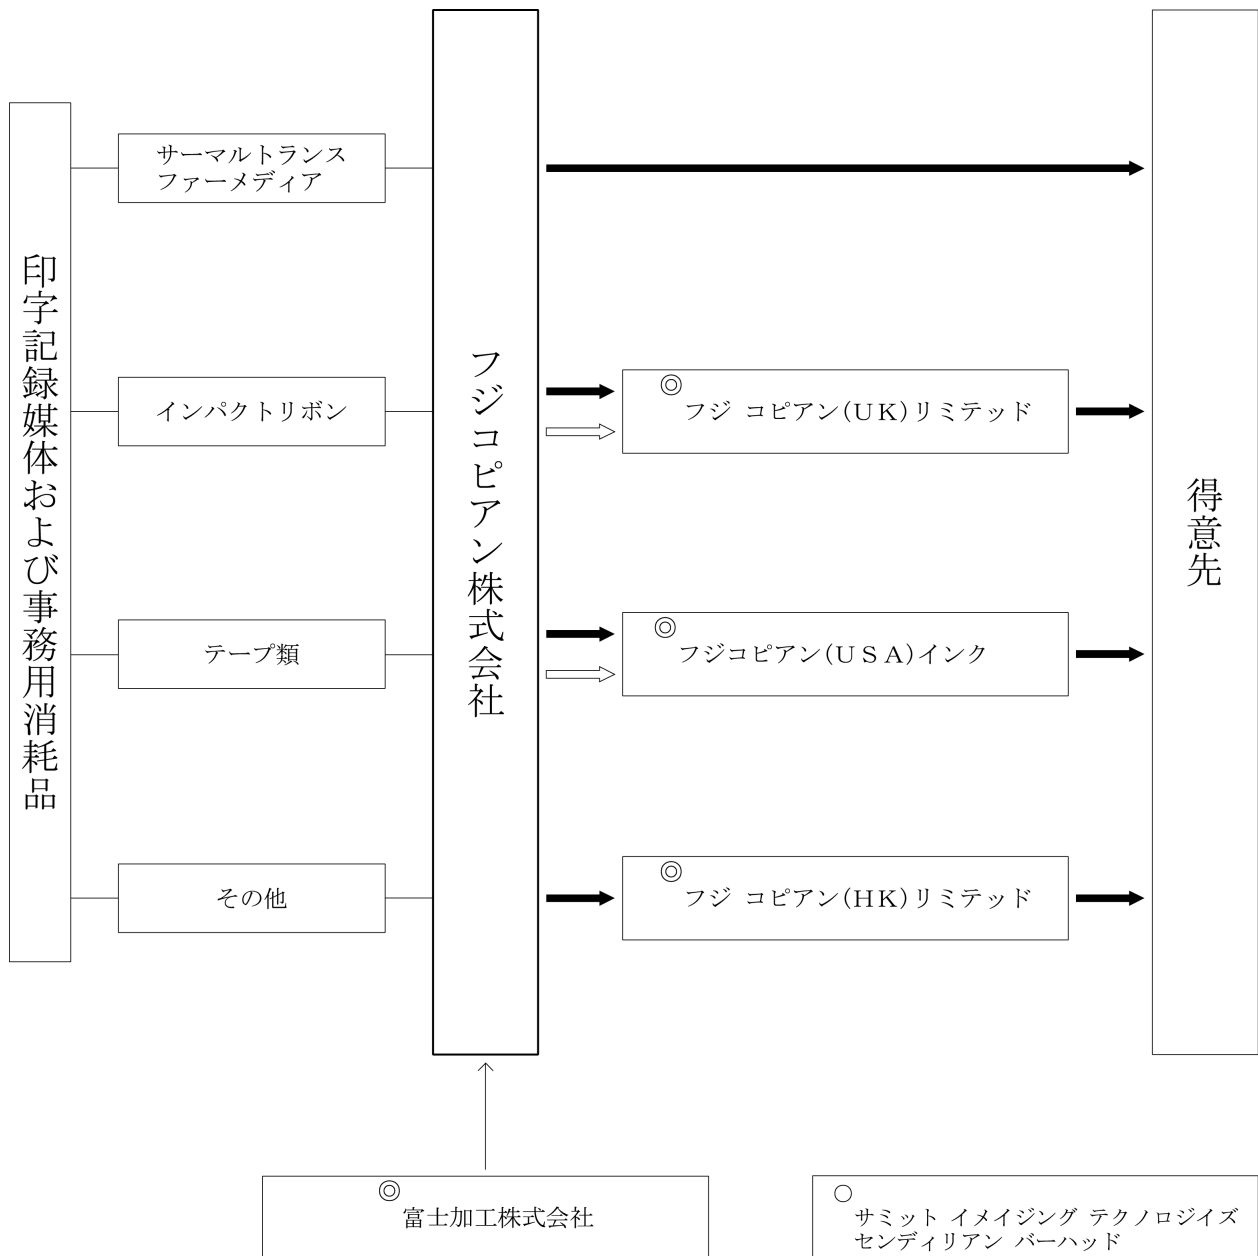 印字記録媒体および事務用消耗品
サーマルトランス
ファーメディア
インパクトリボン
テープ類
その他
フジコピアン株式会社
◎
フジ コピアン(UK)リミテッド
◎
フジコピアン(USA)インク
◎
フジ コピアン(HK)リミテッド
得意先
◎
富士加工株式会社
○
サミット イメイジング テクノロジイズ
センディリアン バーハッド